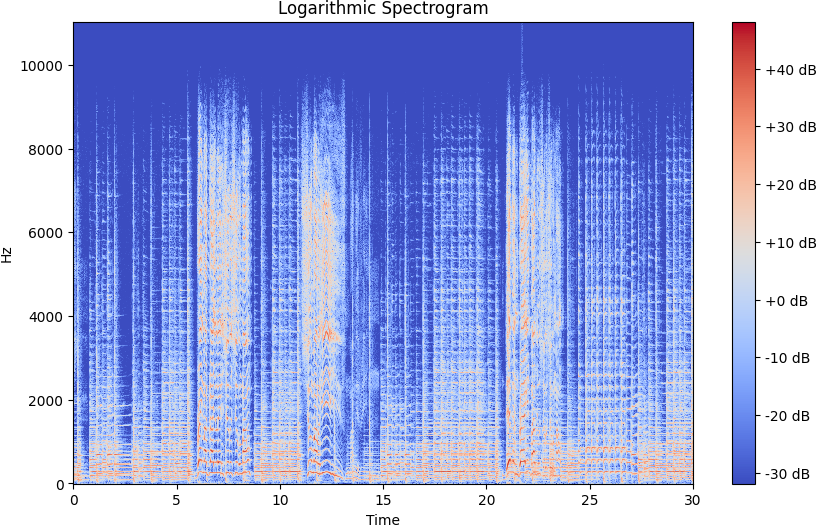 Logarithmic Spectrogram
Hz
10000
8000
6000
4000
2000
0
0 5 10 15 20 25 30
Time
+40 dB
+30 dB
+20 dB
+10 dB
+0 dB
-10 dB
-20 dB
-30 dB